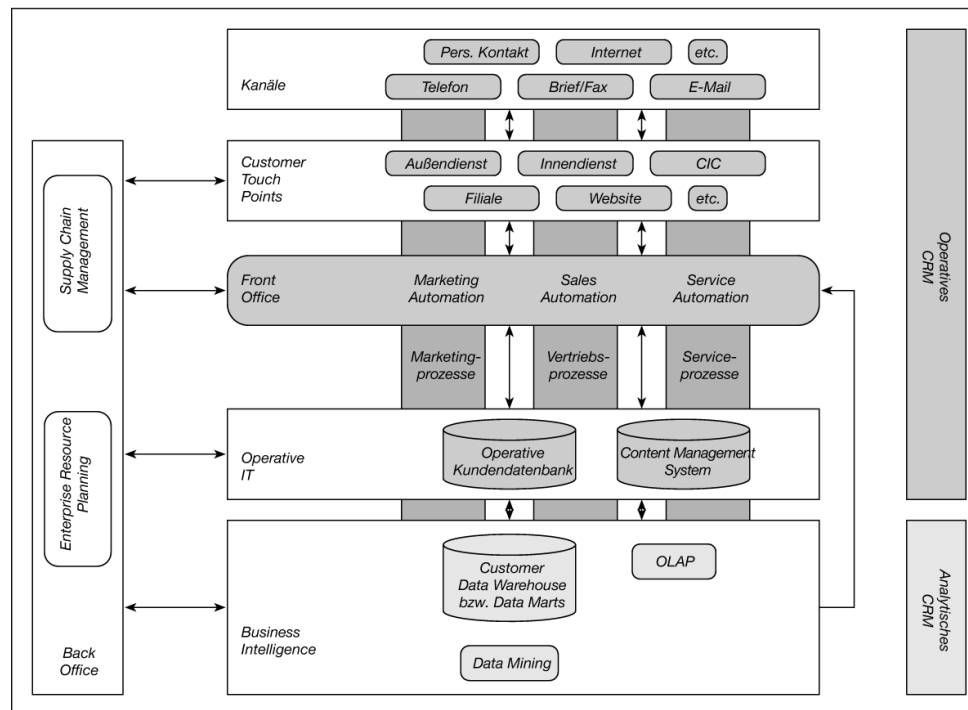 Pers. Kontakt
Internet
etc.
Kanäle
Telefon
Brief/Fax
E-Mail
Customer
Touch
Points
Außendienst
Innendienst
CIC
Filiale
Website
etc.
Front
Office
Marketing
Automation
Sales
Automation
Service
Automation
Marketing-
prozesse
Vertriebs-
prozesse
Service-
prozesse
Operative
IT
Operative
Kundendatenbank
Content Management
System
Business
Intelligence
Customer
Data Warehouse
bzw. Data Marts
OLAP
Data Mining
Supply Chain
Management
Enterprise Resource
Planning
Back
Office
Operatives
CRM
Analytisches
CRM